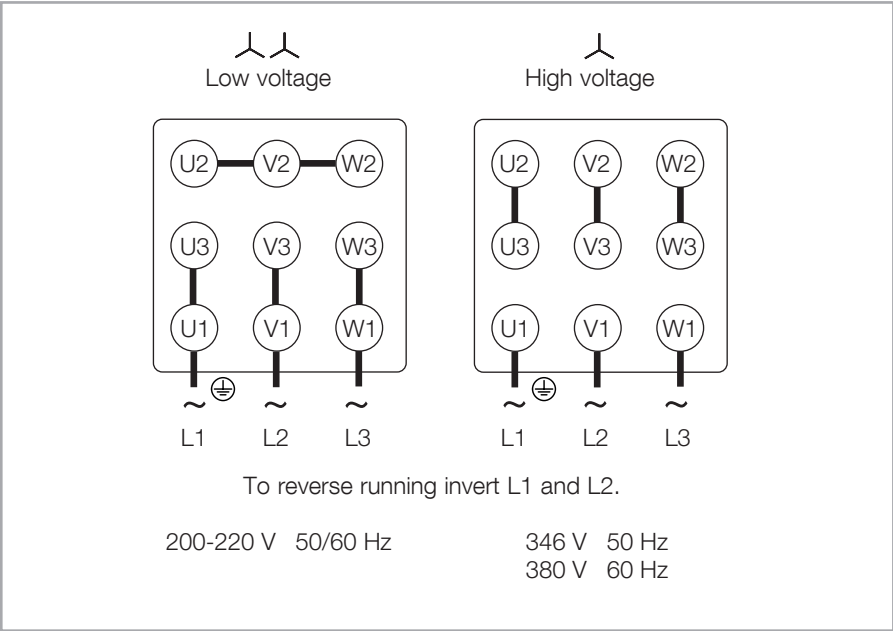 Low voltage High voltage
U2 V2 W2 U2 V2 W2
U3 V3 W3 U3 V3 W3
U1 V1 W1 U1 V1 W1
~ ~ ~ ~ ~ ~
L1 L2 L3 L1 L2 L3
To reverse running invert L1 and L2.
200-220 V 50/60 Hz 346 V 50 Hz
380 V 60 Hz